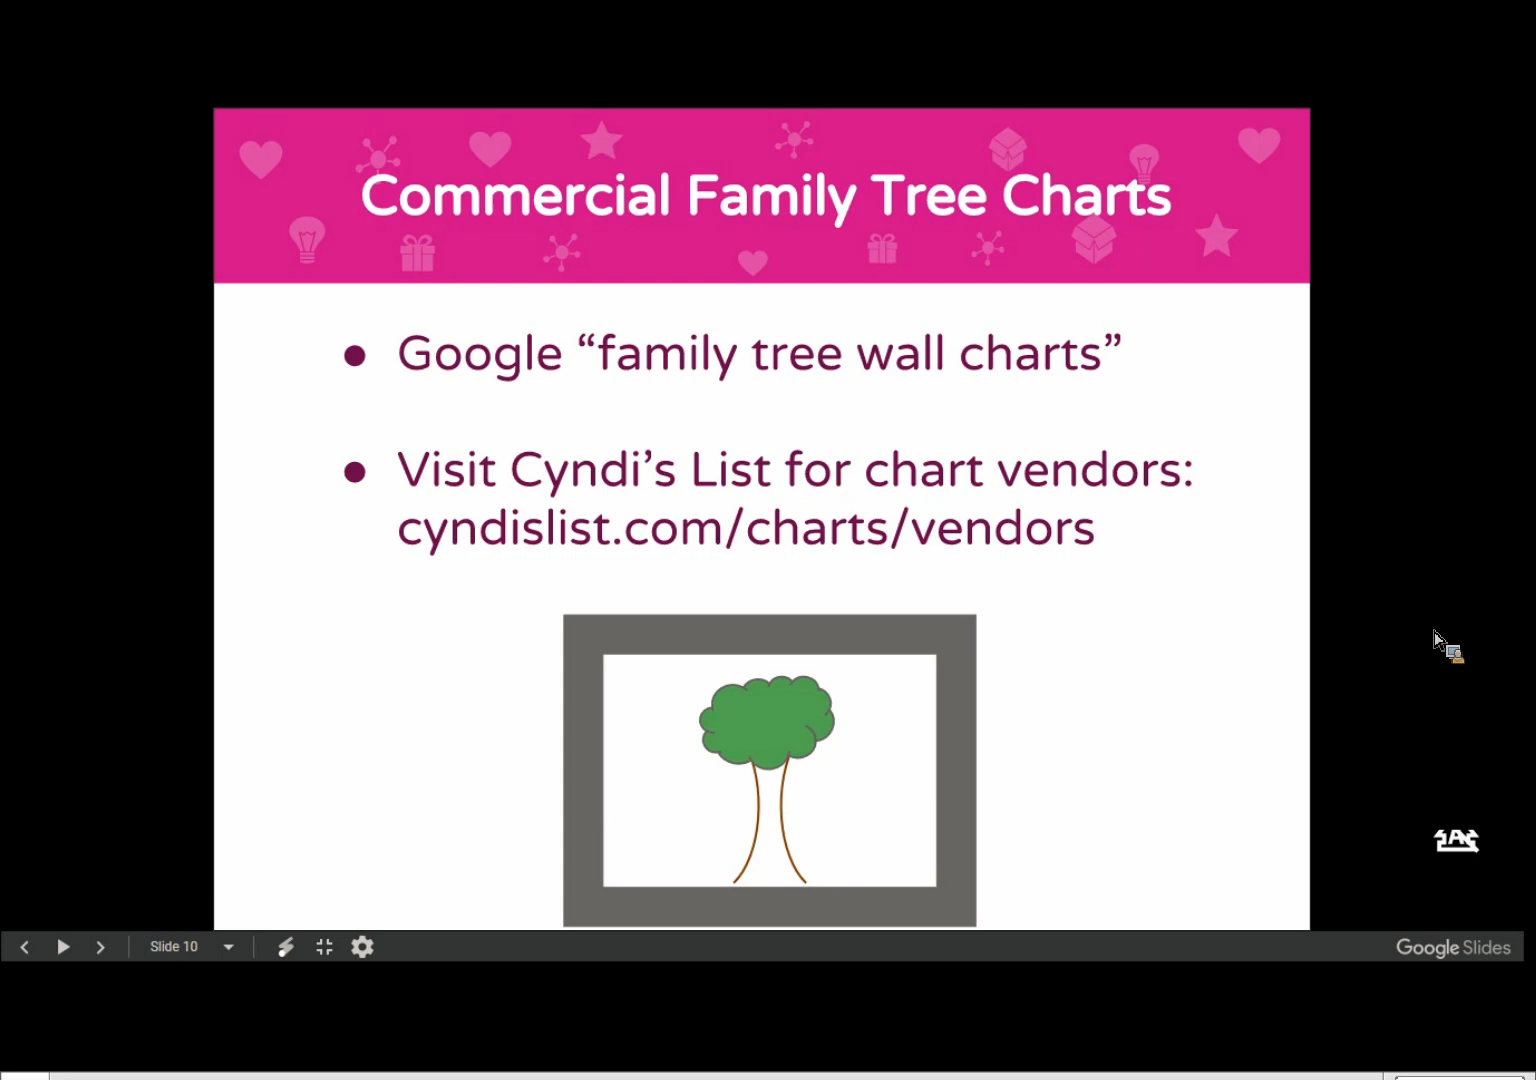 Commercial Family Tree Charts
● Google “family tree wall charts”
● Visit Cyndi’s List for chart vendors:
cyndislist.com/charts/vendors
Slide 10
Google Slides